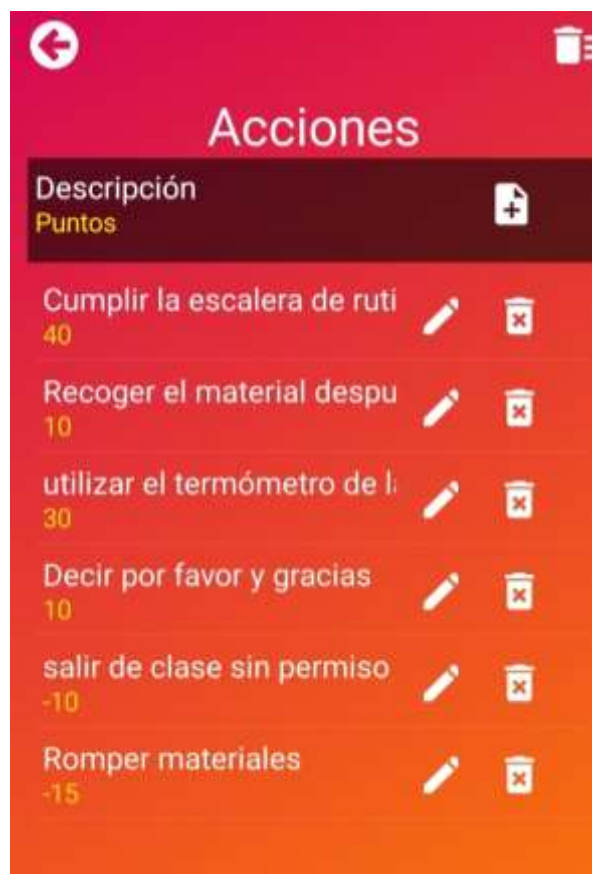 Acciones
Descripción
Puntos
Cumplir la escalera de ruti
40
Recoger el material despu
10
utilizar el termómetro de l
30
Decir por favor y gracias
10
salir de clase sin permiso
-10
Romper materiales
-15